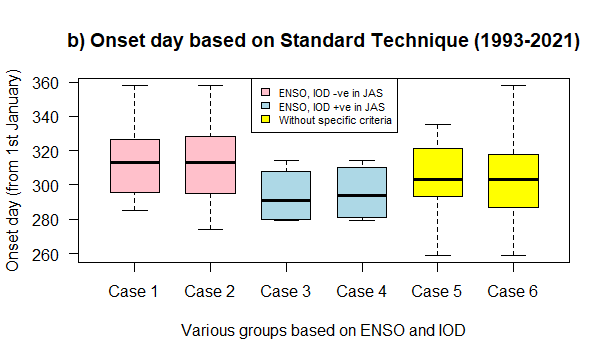 b) Onset day based on Standard Technique (1993-2021)
ENSO, IOD -ve in JAS
ENSO, IOD +ve in JAS
Without specific criteria
Onset day (from 1st January)
360
340
320
300
280
260
Case 1 Case 2 Case 3 Case 4 Case 5 Case 6
Various groups based on ENSO and IOD